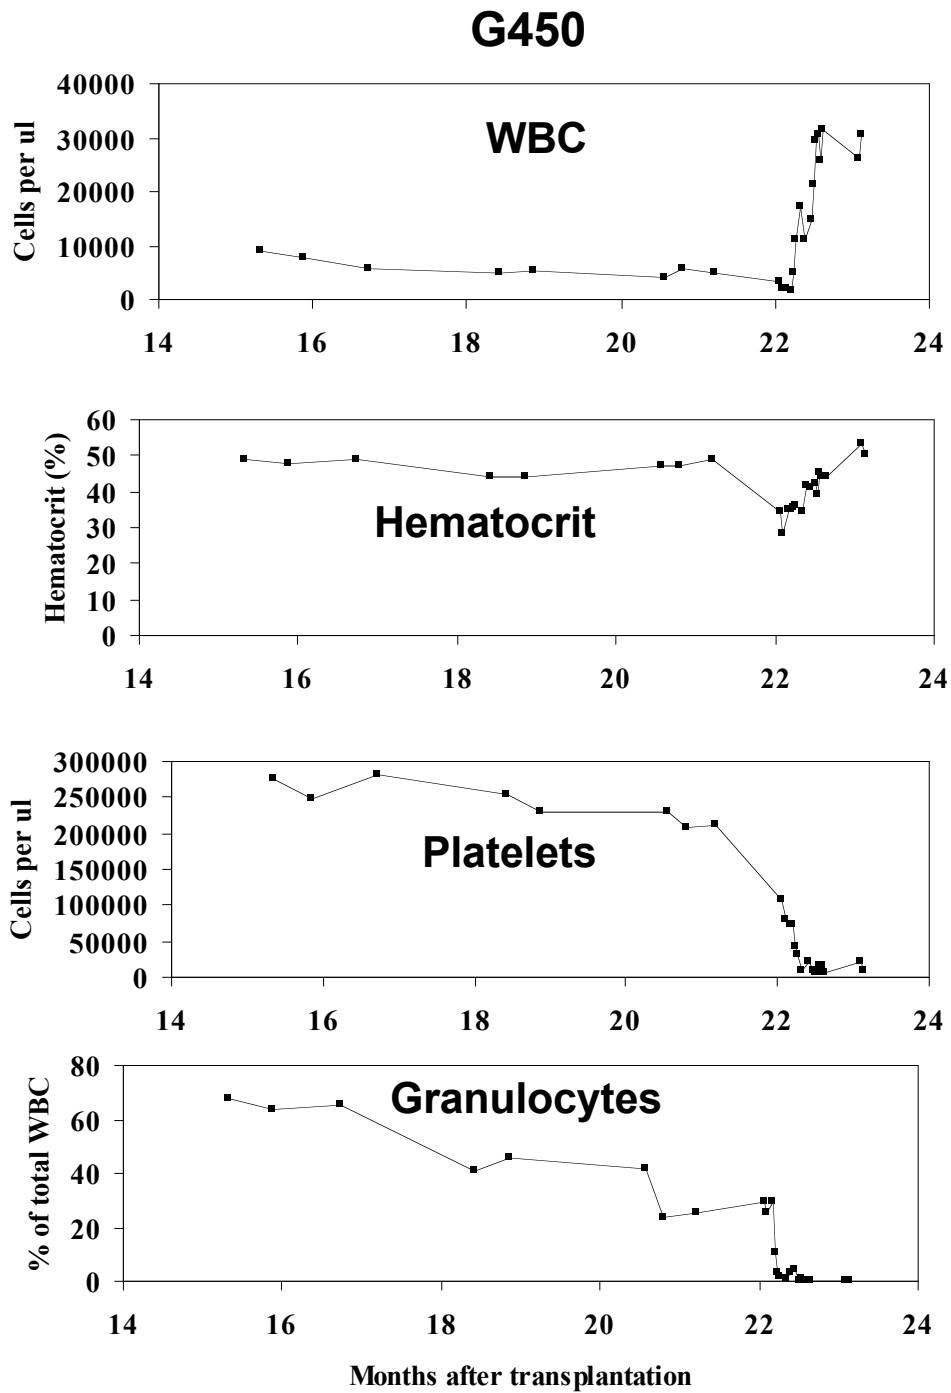 G450
40000
30000
20000
10000
0
Cells per ul
WBC
14 16 18 20 22 24
60
50
40
30
20
10
0
Hematocrit (%)
Hematocrit
14 16 18 20 22 24
300000
250000
200000
150000
100000
50000
0
Cells per ul
Platelets
14 16 18 20 22 24
80
60
40
20
0
% of total WBC
Granulocytes
14 16 18 20 22 24
Months after transplantation